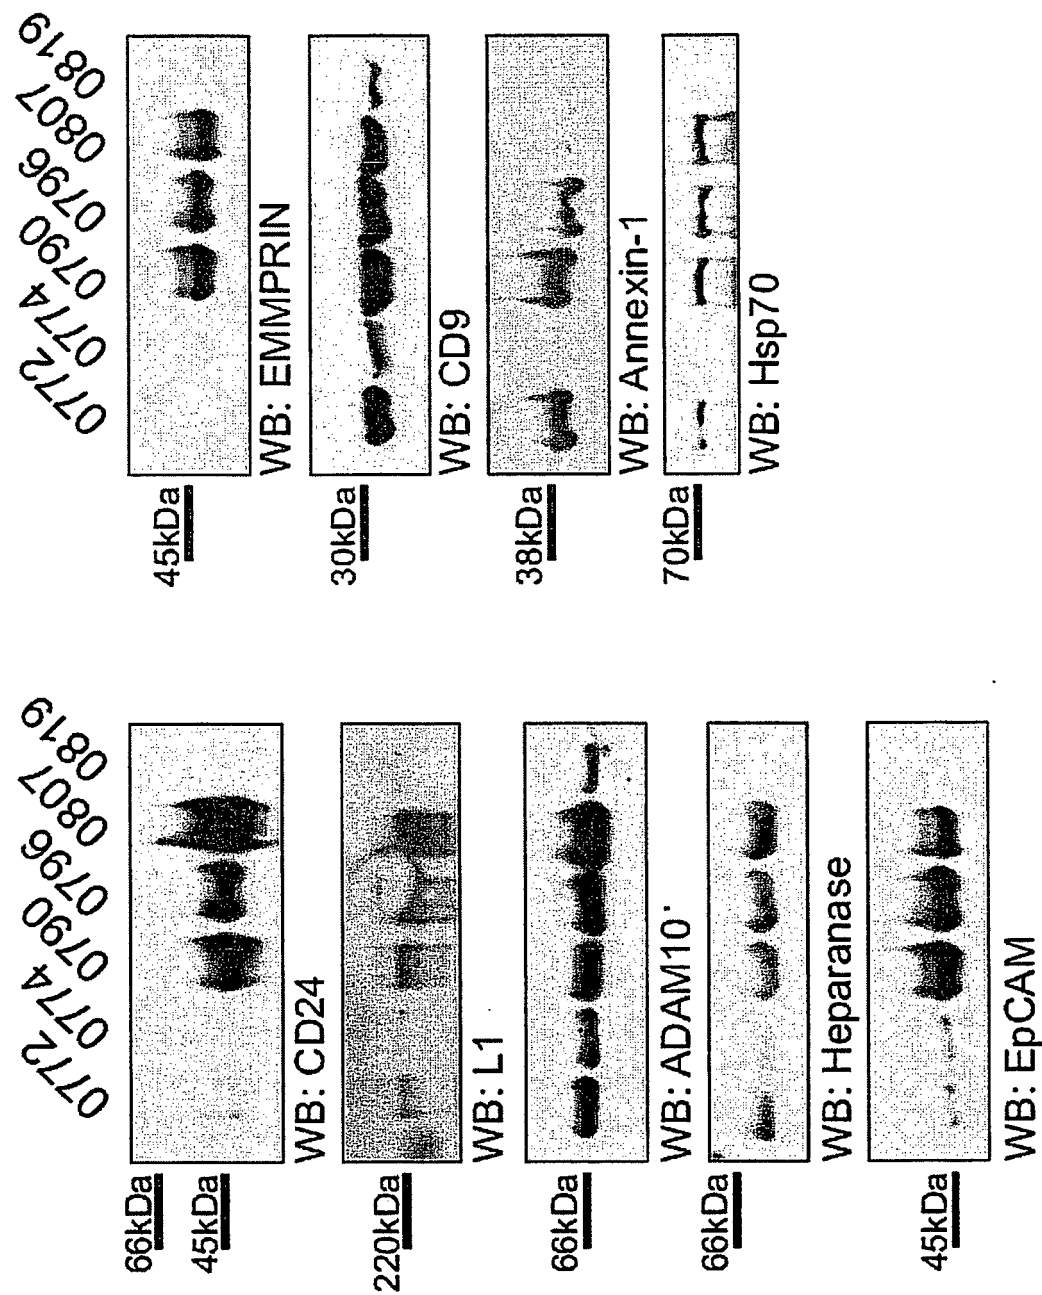 0772 0774 0790 0796 0807 0819
66kDa
45kDa
WB: CD24
220kDa
WB: L1
66kDa
WB: ADAM10
66kDa
WB: Heparanase
45kDa
WB: EpCAM
0772 0774 0790 0796 0807 0819
45kDa
WB: EMMPRIN
30kDa
WB: CD9
38kDa
WB: Annexin-1
70kDa
WB: Hsp70